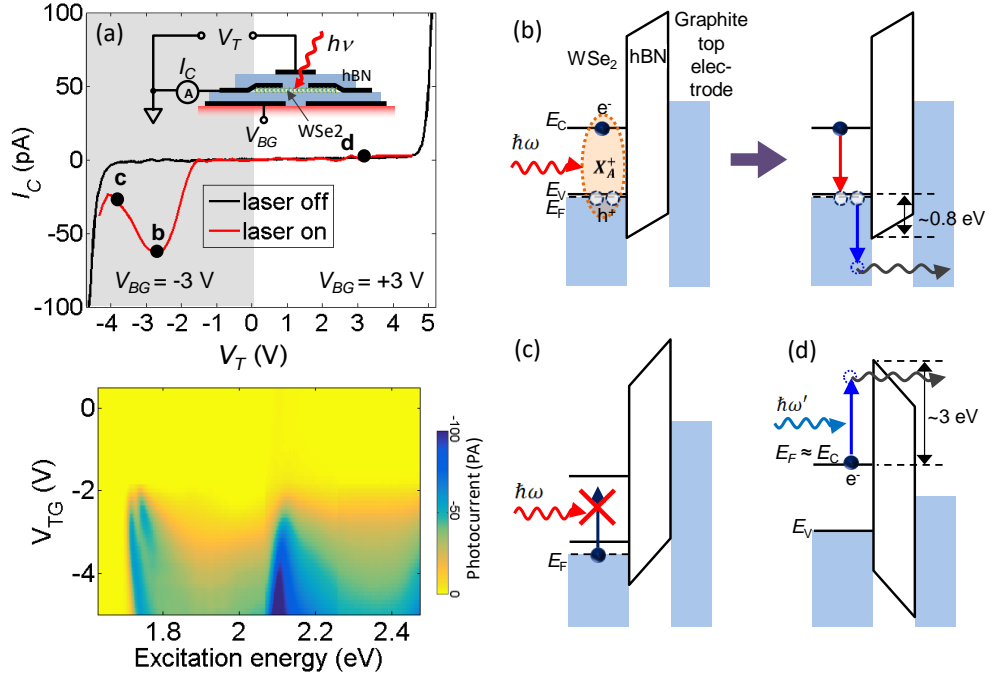 (a)
V_T
hν
I_C
A
hBN
V_BG
WSe2
d
c
b
100
50
0
-50
-100
I_C (pA)
laser off
laser on
V_BG = -3 V
V_BG = +3 V
-4 -3 -2 -1 0 1 2 3 4 5
V_T (V)
0
-2
-4
V_TG (V)
1.8 2 2.2 2.4
Excitation energy (eV)
-100
-50
0
Photocurrent (PA)
(b)
WSe₂
hBN
Graphite
top
elec-
trode
E_C
e⁻
ħω
X_A^+
E_V
E_F
h⁺
~0.8 eV
(c)
ħω
E_F
(d)
ħω′
~3 eV
E_F ≈ E_C
e⁻
E_V